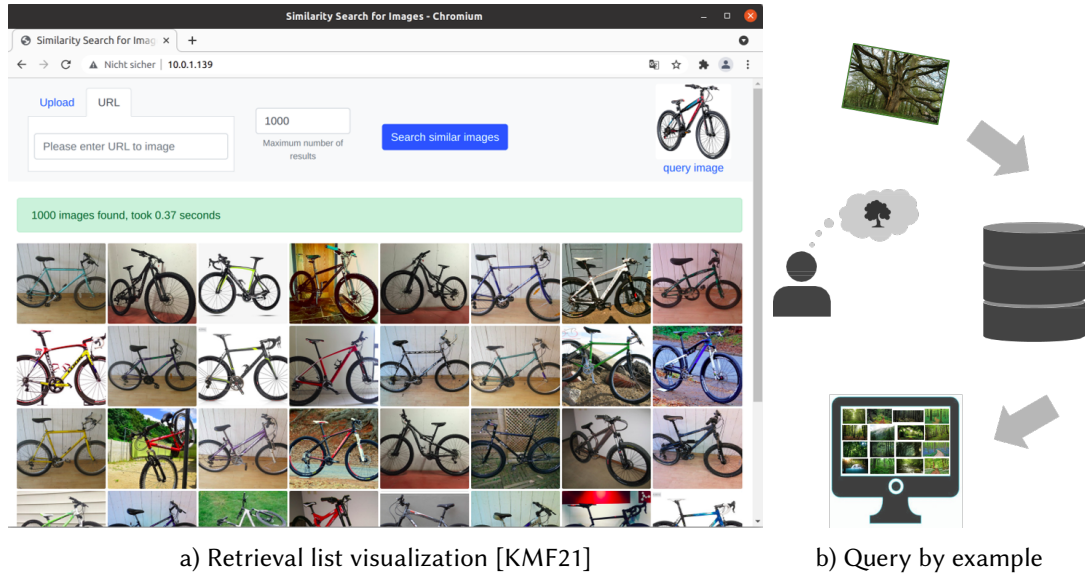 Similarity Search for Images - Chromium
Similarity Search for Imag
Nicht sicher | 10.0.1.139
Upload
URL
Please enter URL to image
1000
Maximum number of
results
Search similar images
query image
1000 images found, took 0.37 seconds
a) Retrieval list visualization [KMF21]
b) Query by example